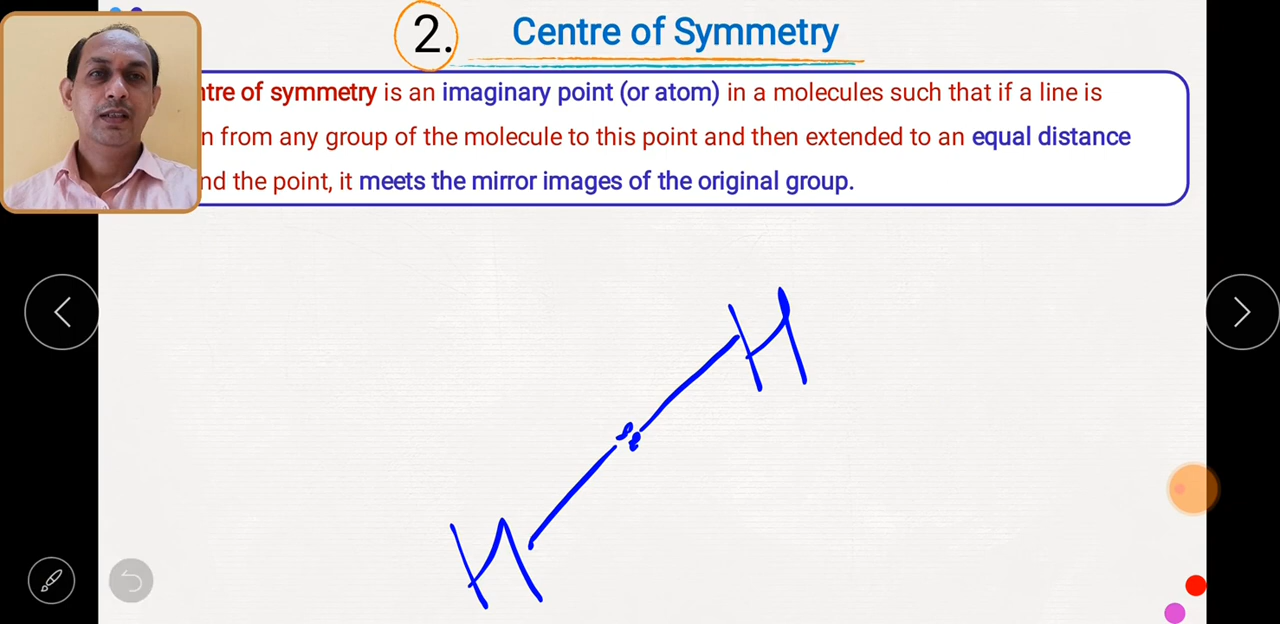 2. Centre of Symmetry
ntre of symmetry is an imaginary point (or atom) in a molecules such that if a line is
n from any group of the molecule to this point and then extended to an equal distance
nd the point, it meets the mirror images of the original group.
H
H